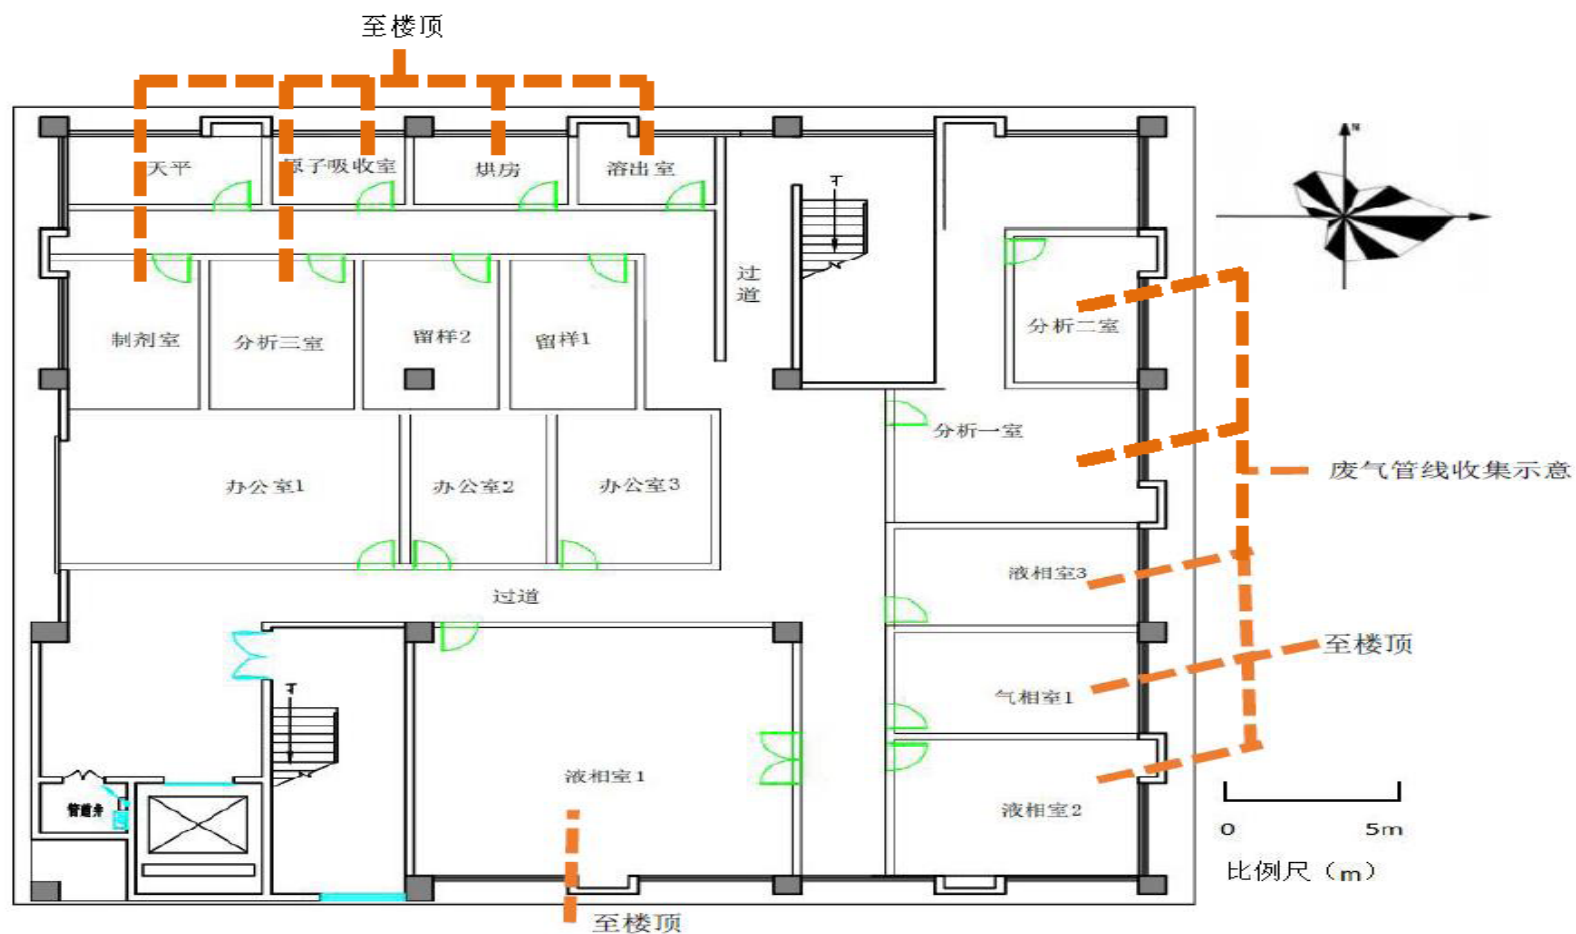 至楼顶
N
天平
原子吸收室
烘房
溶出室
下
过道
制剂室
分析三室
留样2
留样1
分析二室
分析一室
废气管线收集示意
办公室1
办公室2
办公室3
液相室3
过道
至楼顶
气相室1
下
液相室1
液相室2
管道井
0
5m
比例尺（m）
至楼顶